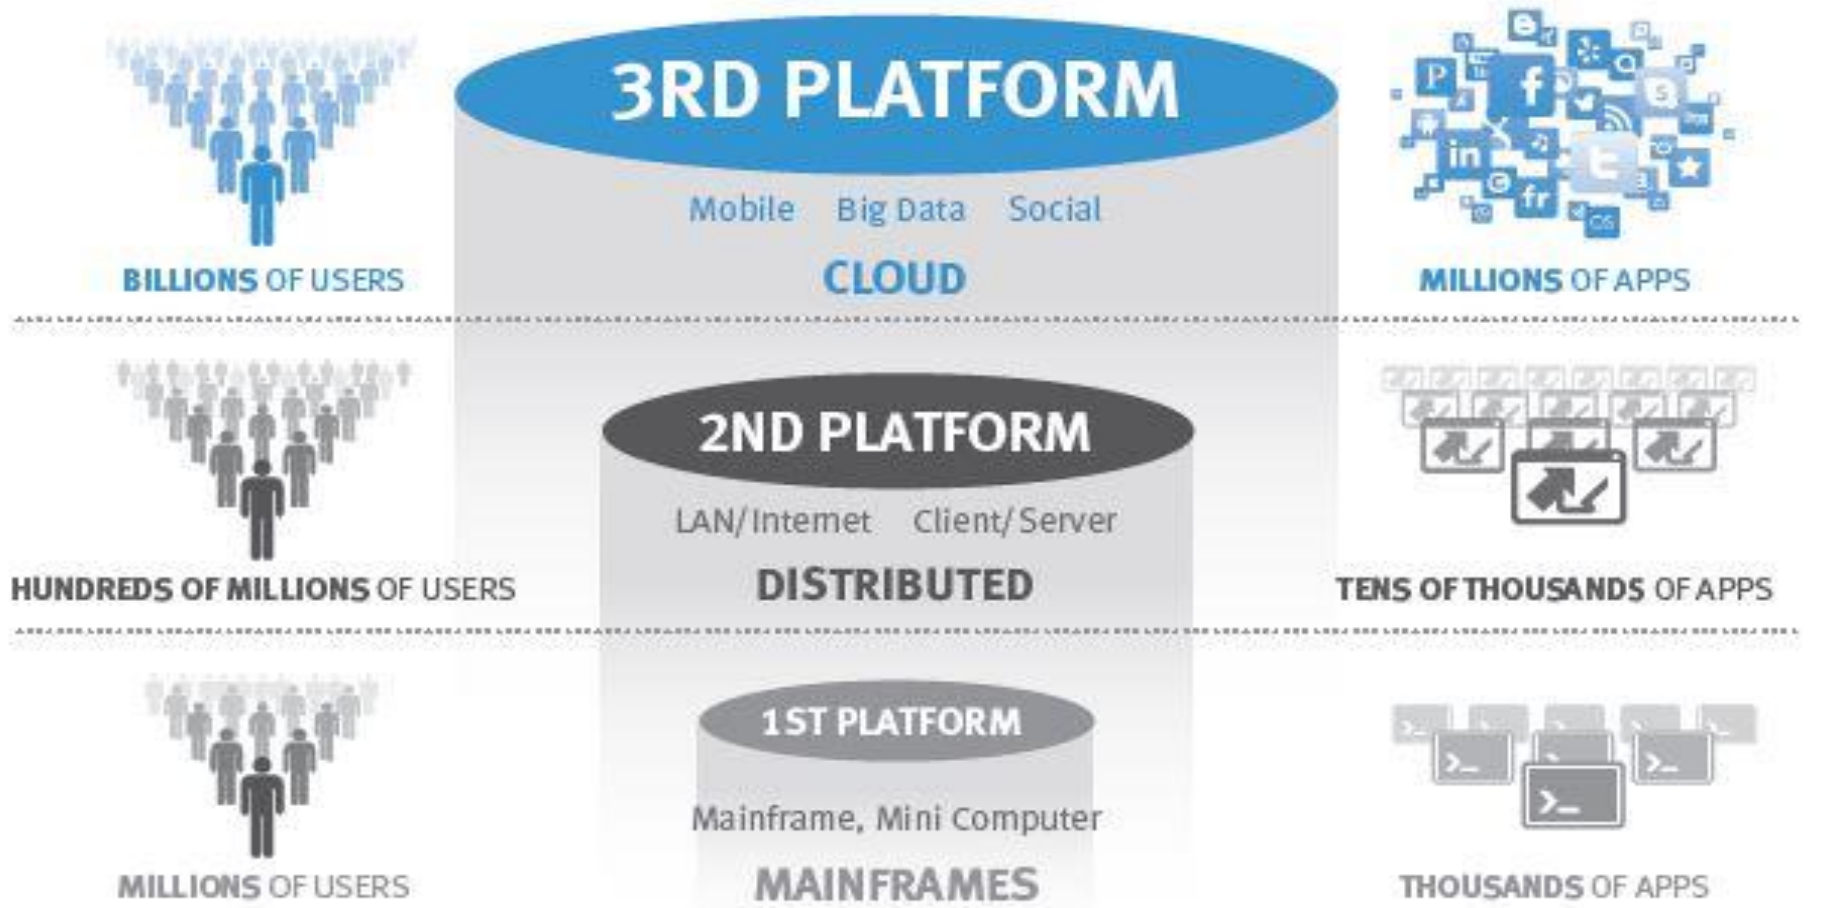 3RD PLATFORM
Mobile Big Data Social
CLOUD
BILLIONS OF USERS
MILLIONS OF APPS
2ND PLATFORM
LAN/Internet Client/Server
DISTRIBUTED
HUNDREDS OF MILLIONS OF USERS
TENS OF THOUSANDS OF APPS
1ST PLATFORM
Mainframe, Mini Computer
MAINFRAMES
MILLIONS OF USERS
THOUSANDS OF APPS